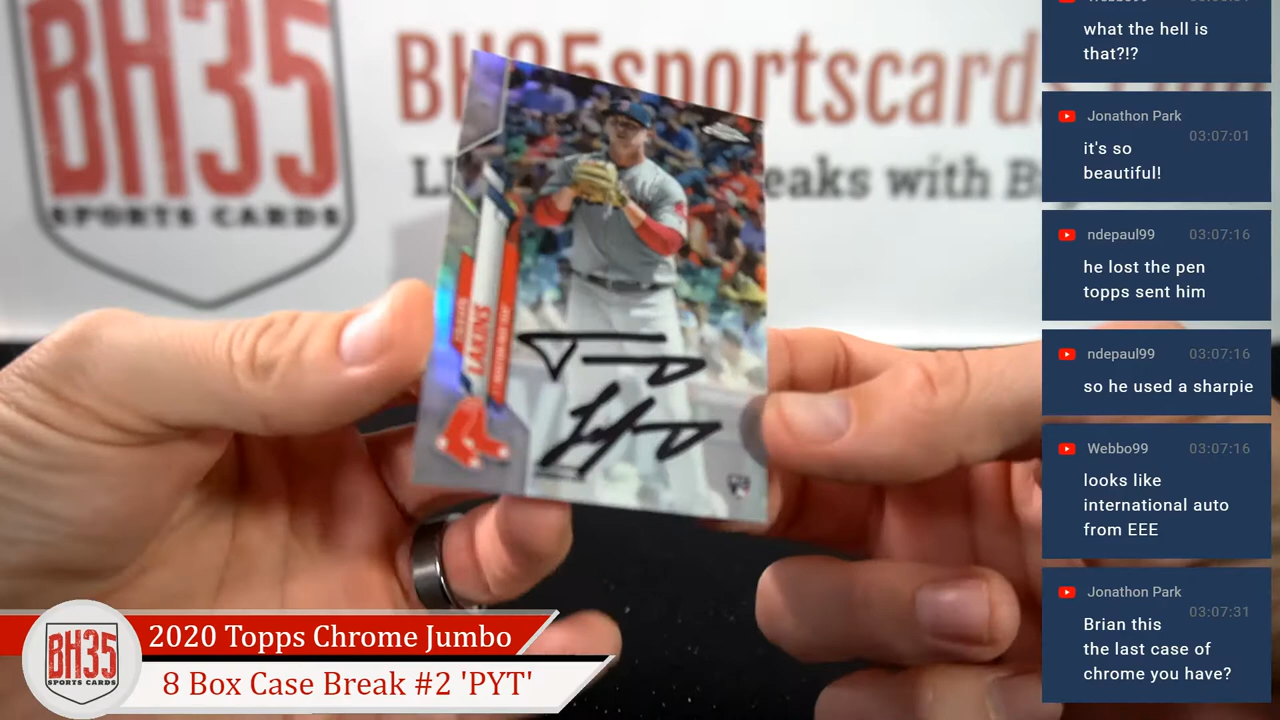 BH35
SPORTS CARDS
BH35sportscards
eaks with B
LAKINS
what the hell is
that?!?
Jonathon Park
03:07:01
it's so
beautiful!
ndepaul99 03:07:16
he lost the pen
topps sent him
ndepaul99 03:07:16
so he used a sharpie
Webbo99 03:07:16
looks like
international auto
from EEE
Jonathon Park
03:07:31
Brian this
the last case of
chrome you have?
BH35
SPORTS CARDS
2020 Topps Chrome Jumbo
8 Box Case Break #2 'PYT'